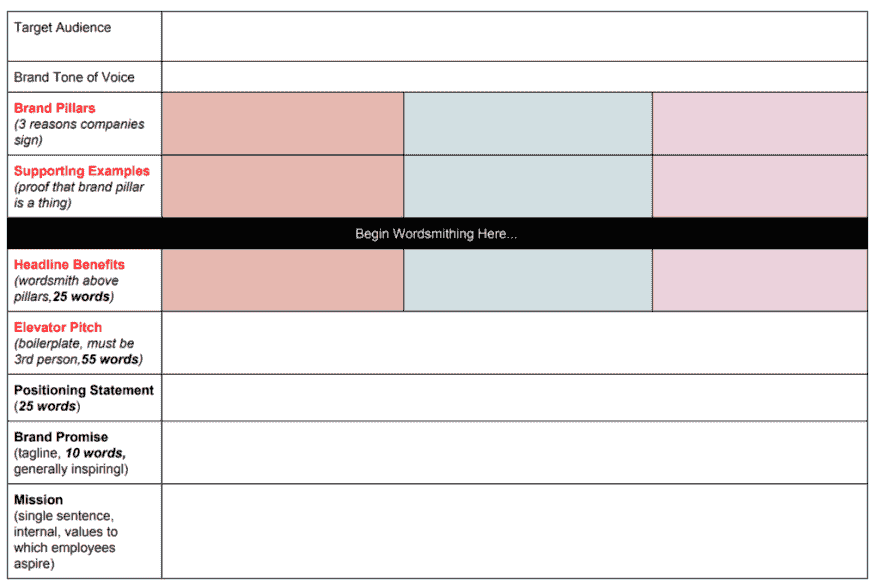 Target Audience
Brand Tone of Voice
Brand Pillars
(3 reasons companies
sign)
Supporting Examples
(proof that brand pillar
is a thing)
Begin Wordsmithing Here...
Headline Benefits
(wordsmith above
pillars,25 words)
Elevator Pitch
(boilerplate, must be
3rd person,55 words)
Positioning Statement
(25 words)
Brand Promise
(tagline, 10 words,
generally inspiringl)
Mission
(single sentence,
internal, values to
which employees
aspire)